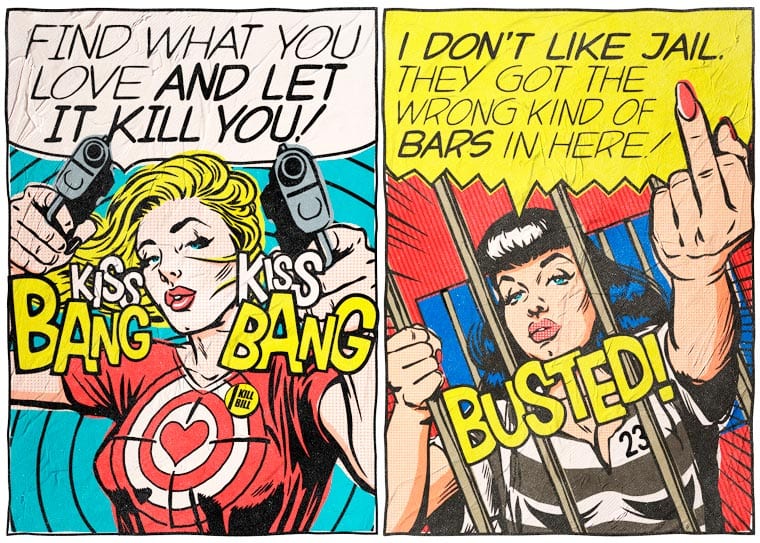 FIND WHAT YOU
LOVE AND LET
IT KILL YOU!
KISS
KISS
BANG
BANG
KILL
BILL
I DON'T LIKE JAIL.
THEY GOT THE
WRONG KIND OF
BARS IN HERE!
BUSTED!
23